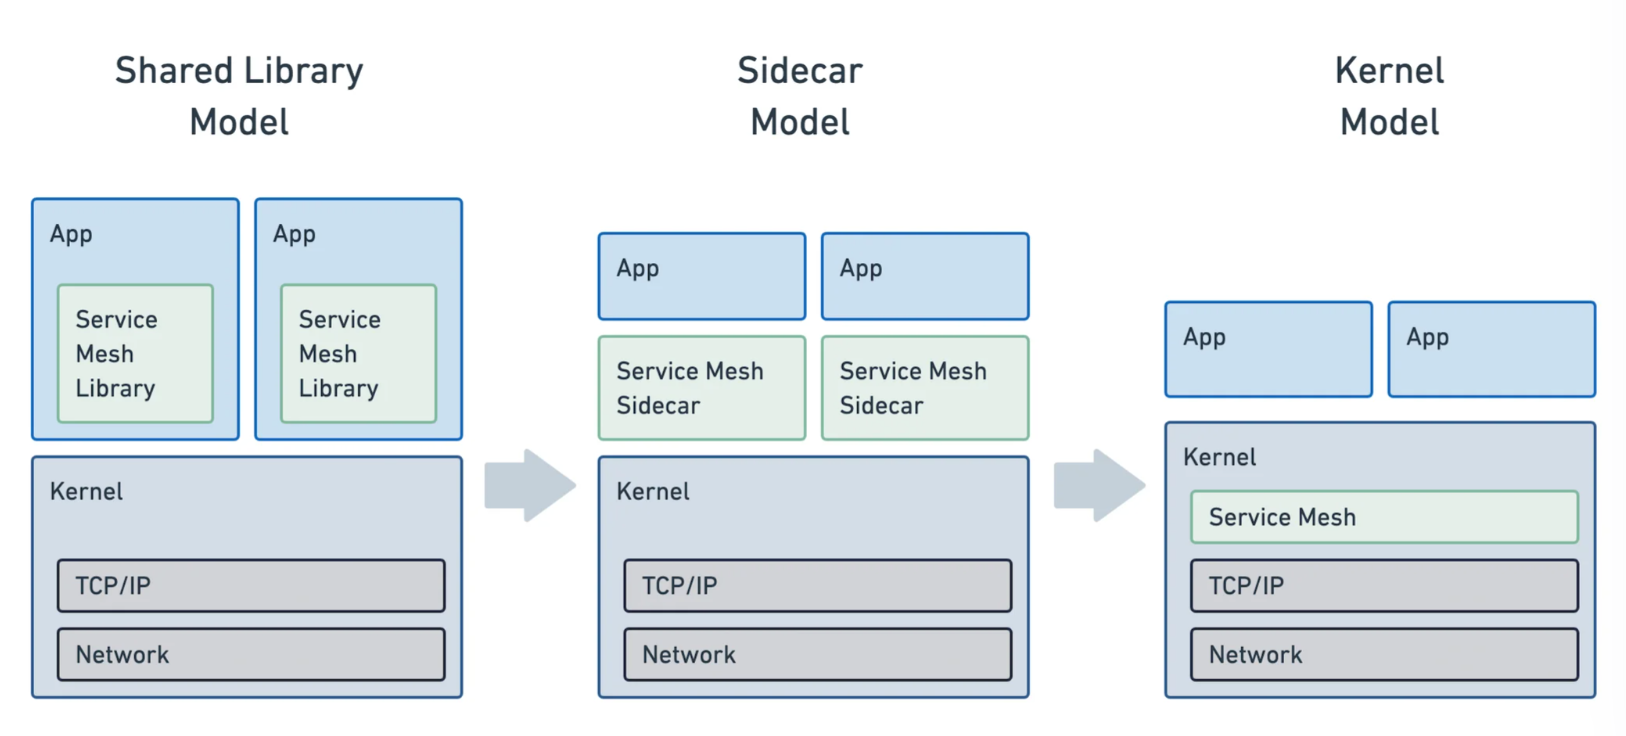 Shared Library
Model
Sidecar
Model
Kernel
Model
App
Service
Mesh
Library
App
Service
Mesh
Library
Kernel
TCP/IP
Network
App
App
Service Mesh
Sidecar
Service Mesh
Sidecar
Kernel
TCP/IP
Network
App
App
Kernel
Service Mesh
TCP/IP
Network